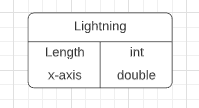 Lightning
Length int
x-axis double